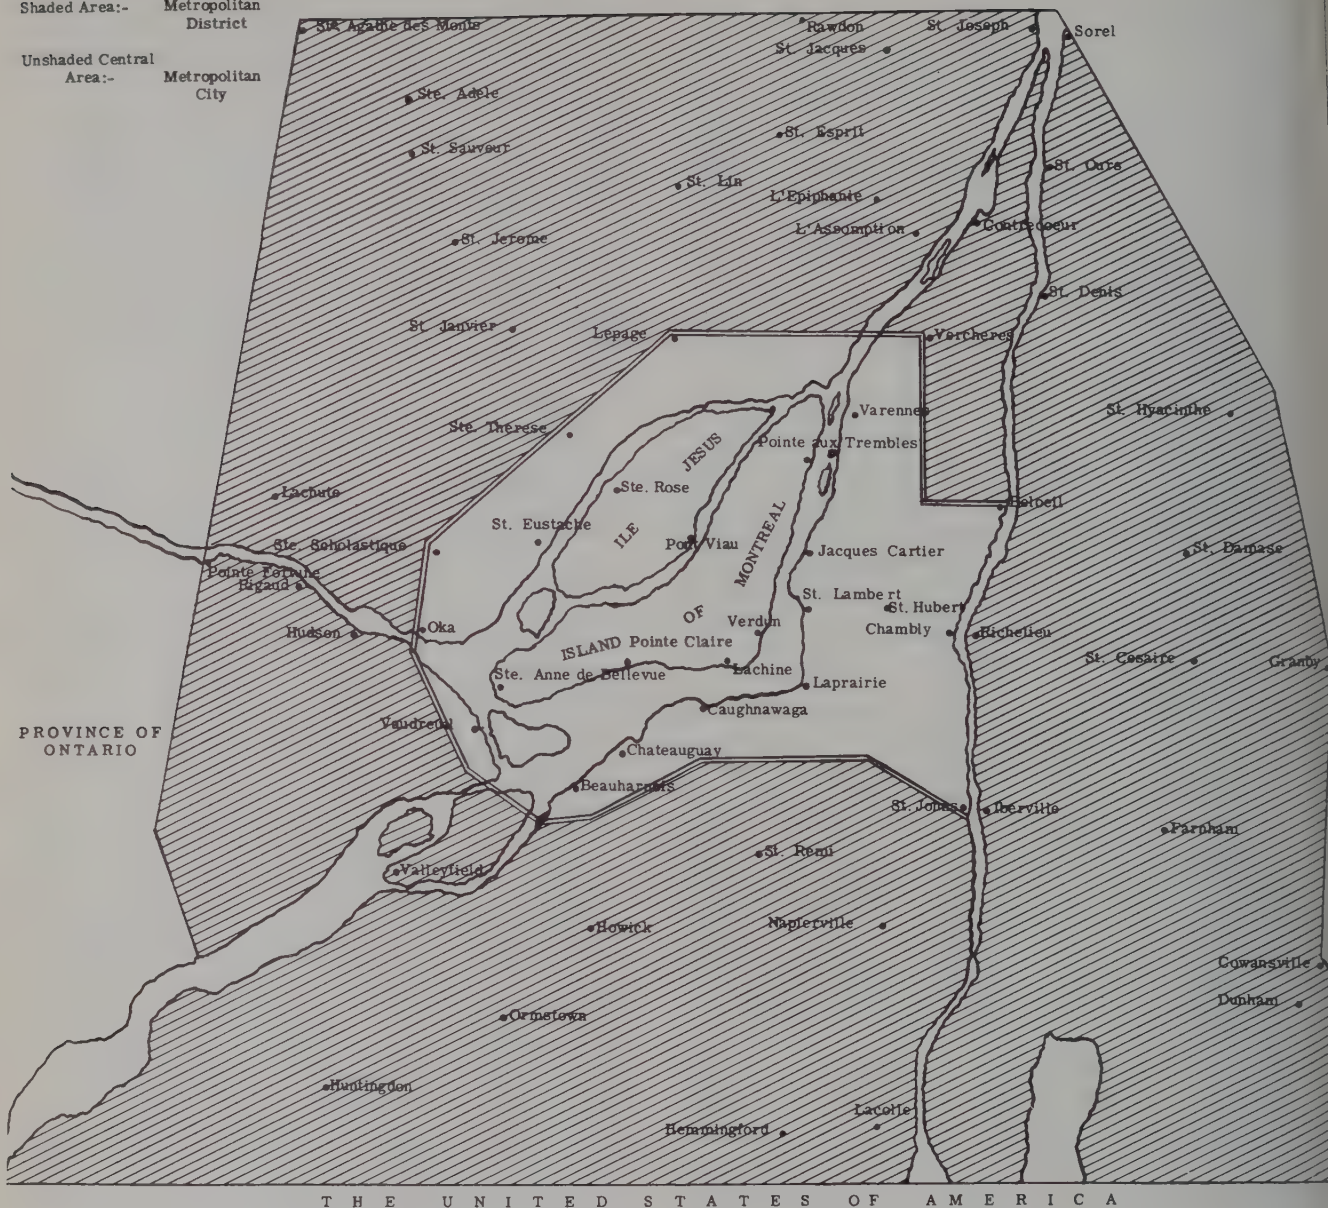 Shaded Area:- Metropolitan
District
Unshaded Central
Area:- Metropolitan
City
Ste. Agathe des Monts
Rawdon
St. Joseph
Sorel
St. Jacques
Ste. Adele
St. Esprit
St. Sauveur
St. Ours
St. Lin
L'Epiphanie
L'Assomption
Contrecoeur
St. Jerome
St. Denis
St. Janvier
Lepage
Vercheres
Varennes
St. Hyacinthe
Ste. Therese
Pointe aux Trembles
ILE JESUS
Ste. Rose
Lachute
Beloeil
St. Eustache
Ste. Scholastique
Pont Viau
Jacques Cartier
St. Damase
Pointe Fortune
Rigaud
ISLAND OF MONTREAL
St. Lambert
St. Hubert
Verdun
Chambly
Richelieu
Oka
Hudson
Pointe Claire
St. Cesaire
Granby
Lachine
Ste. Anne de Bellevue
Laprairie
Caughnawaga
Vaudreuil
PROVINCE OF
ONTARIO
Chateauguay
Beauharnois
St. Johns
Iberville
Farnham
St. Remi
Valleyfield
Howick
Napierville
Cowansville
Dunham
Ormstown
Huntingdon
Lacolle
Hemmingford
THE UNITED STATES OF AMERICA